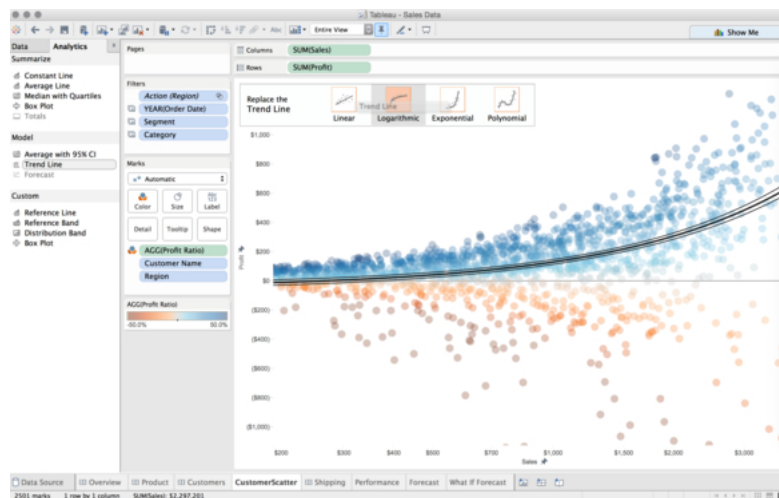 Tableau - Sales Data
Entire View
Show Me
Data Analytics
Summarize
Constant Line
Average Line
Median with Quartiles
Box Plot
Totals
Model
Average with 95% CI
Trend Line
Forecast
Custom
Reference Line
Reference Band
Distribution Band
Box Plot
Pages
Filters
Action (Region)
YEAR(Order Date)
Segment
Category
Marks
Automatic
Color Size Label
Detail Tooltip Shape
AGG(Profit Ratio)
Customer Name
Region
AGG(Profit Ratio)
-50.0% 50.0%
Columns SUM(Sales)
Rows SUM(Profit)
Replace the
Trend Line
Trend Line
Linear Logarithmic Exponential Polynomial
$1,000
$800
$600
$400
$200
$0
($200)
($400)
($600)
($800)
($1,000)
Profit
$200 $300 $400 $500 $700 $1,000 $1,500 $2,000 $3,000
Sales
Data Source Overview Product Customers CustomerScatter Shipping Performance Forecast What If Forecast
2501 marks 1 row by 1 column SUM(Sales): $2,297,201